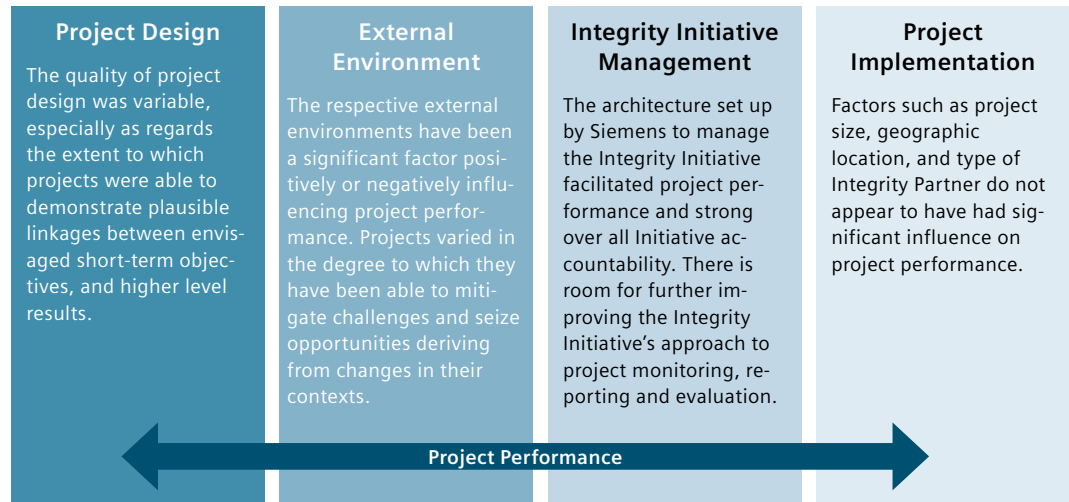 Project Design
The quality of project
design was variable,
especially as regards
the extent to which
projects were able to
demonstrate plausible
linkages between envis-
aged short-term objec-
tives, and higher level
results.
External
Environment
The respective external
environments have been
a significant factor posi-
tively or negatively influ-
encing project perfor-
mance. Projects varied in
the degree to which they
have been able to miti-
gate challenges and seize
opportunities deriving
from changes in their
contexts.
Integrity Initiative
Management
The architecture set up
by Siemens to manage
the Integrity Initiative
facilitated project per-
formance and strong
over all Initiative ac-
countability. There is
room for further im-
proving the Integrity
Initiative’s approach to
project monitoring, re-
porting and evaluation.
Project
Implementation
Factors such as project
size, geographic
location, and type of
Integrity Partner do not
appear to have had sig-
nificant influence on
project performance.
Project Performance